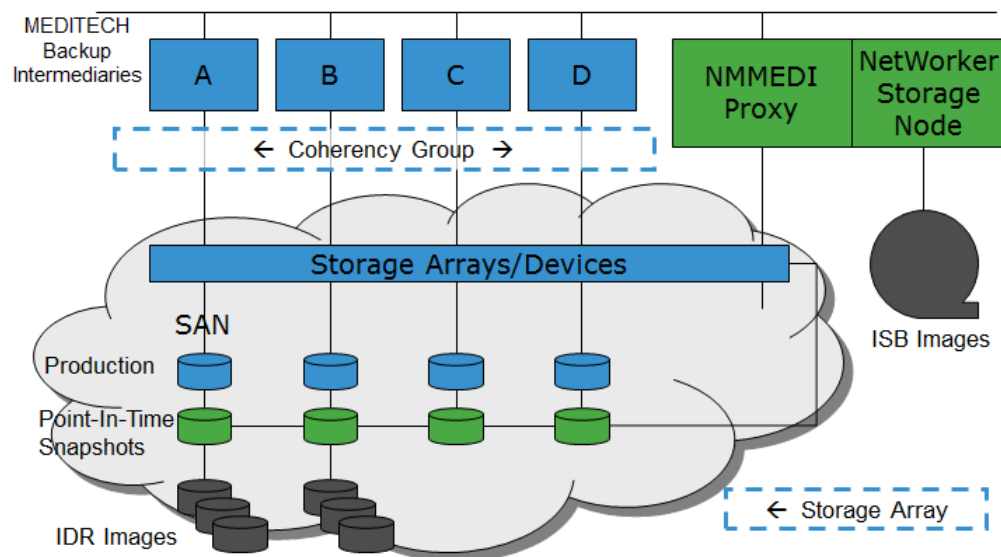 MEDITECH
Backup
Intermediaries
A
B
C
D
NMMEDI
Proxy
NetWorker
Storage
Node
← Coherency Group →
Storage Arrays/Devices
SAN
ISB Images
Production
Point-In-Time
Snapshots
← Storage Array
IDR Images